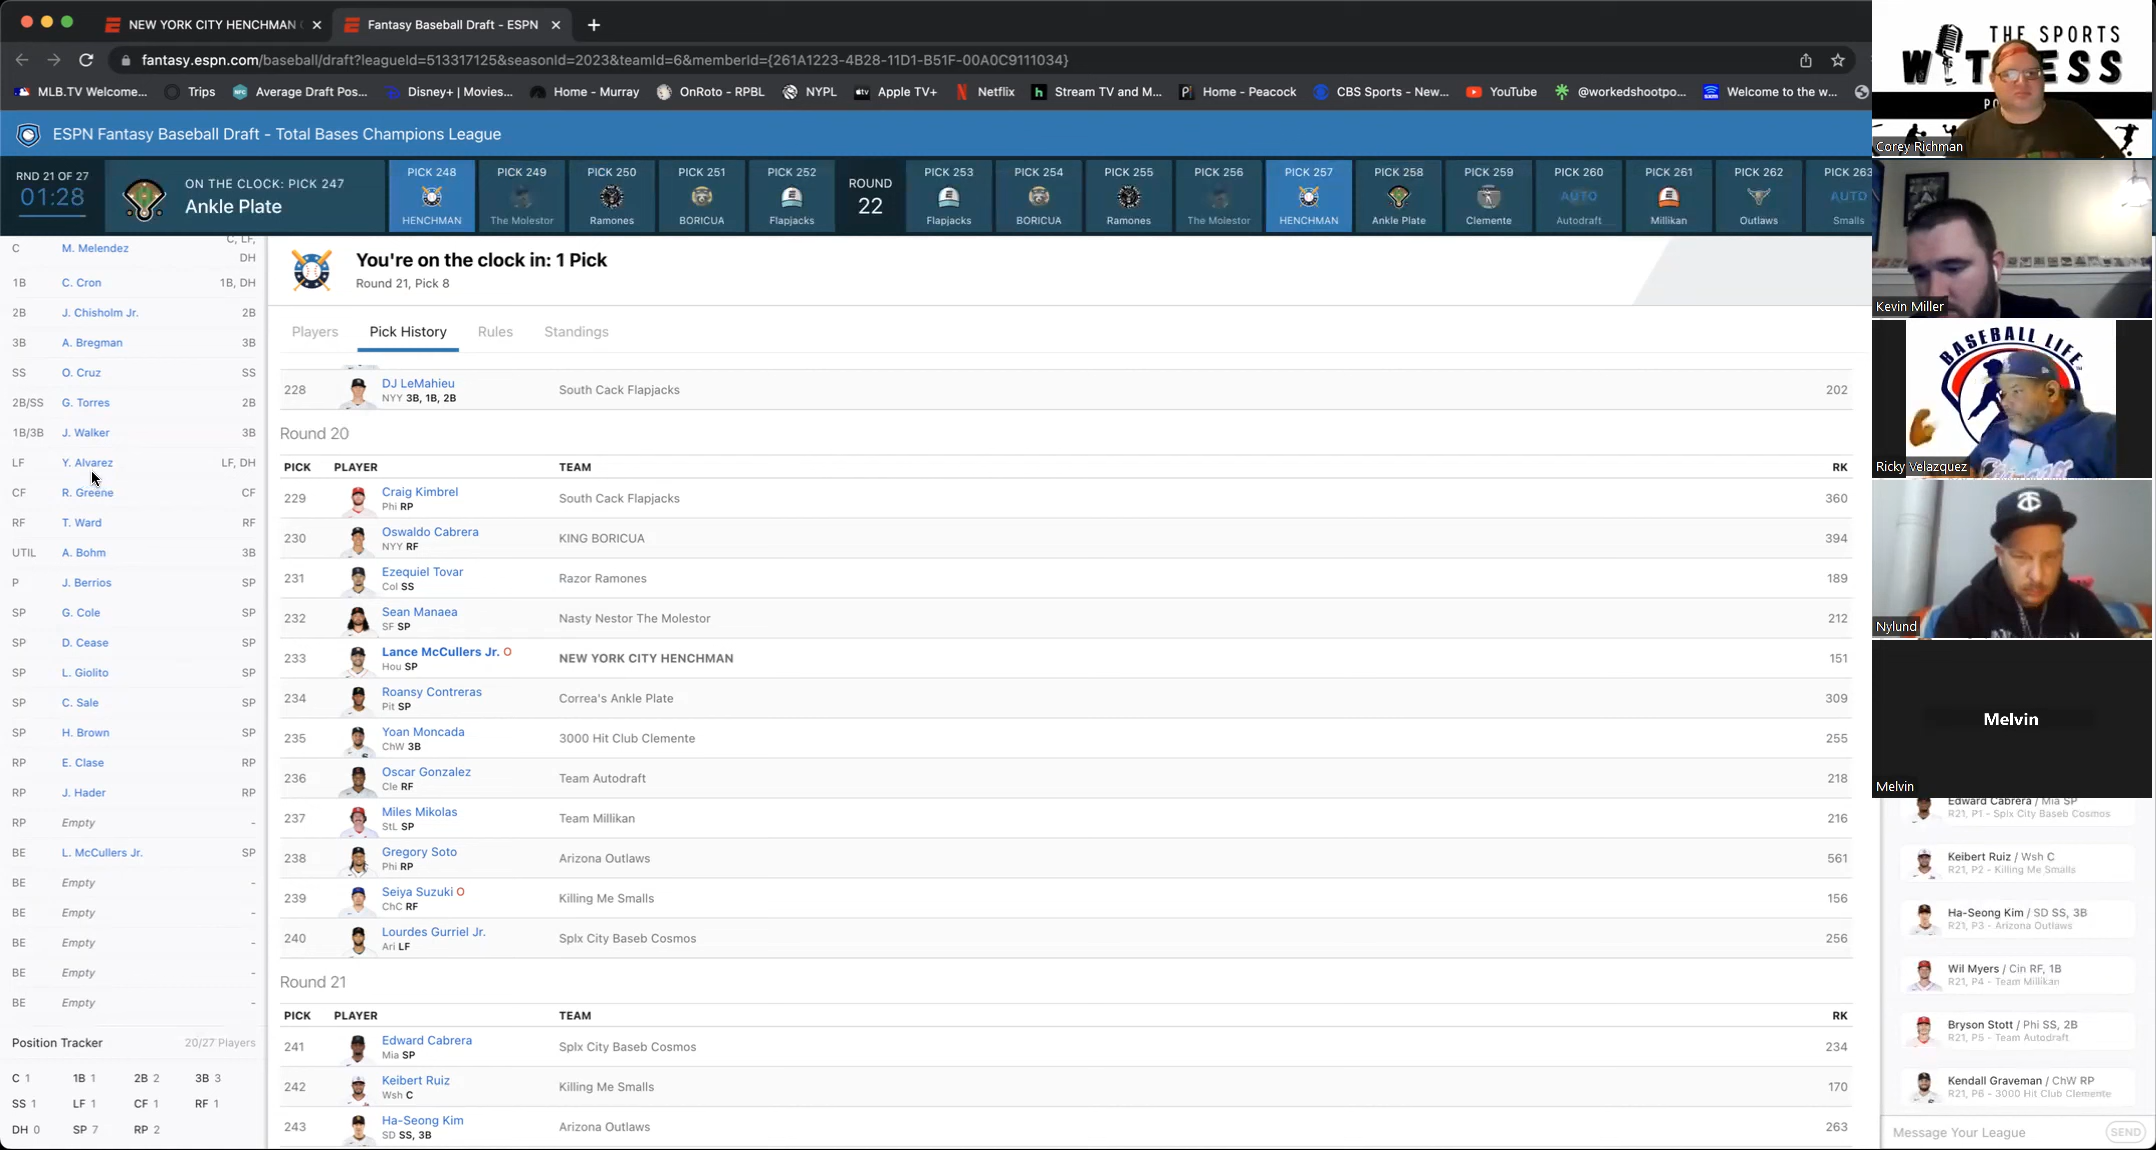 NEW YORK CITY HENCHMAN
Fantasy Baseball Draft - ESPN
fantasy.espn.com/baseball/draft?leagueId=513317125&seasonId=2023&teamId=6&memberId={261A1223-4B28-11D1-B51F-00A0C9111034}
MLB.TV Welcome...
Trips
Average Draft Pos...
Disney+ | Movies...
Home - Murray
OnRoto - RPBL
NYPL
Apple TV+
Netflix
Stream TV and M...
Home - Peacock
CBS Sports - New...
YouTube
@workedshootpo...
Welcome to the w...
ESPN Fantasy Baseball Draft - Total Bases Champions League
RND 21 OF 27
01:28
ON THE CLOCK: PICK 247
Ankle Plate
PICK 248
HENCHMAN
PICK 249
The Molestor
PICK 250
Ramones
PICK 251
BORICUA
PICK 252
Flapjacks
ROUND
22
PICK 253
Flapjacks
PICK 254
BORICUA
PICK 255
Ramones
PICK 256
The Molestor
PICK 257
HENCHMAN
PICK 258
Ankle Plate
PICK 259
Clemente
PICK 260
AUTO
Autodraft
PICK 261
Millikan
PICK 262
Outlaws
PICK 263
AUTO
Smalls
C M. Melendez C, LF, DH
1B C. Cron 1B, DH
2B J. Chisholm Jr. 2B
3B A. Bregman 3B
SS O. Cruz SS
2B/SS G. Torres 2B
1B/3B J. Walker 3B
LF Y. Alvarez LF, DH
CF R. Greene CF
RF T. Ward RF
UTIL A. Bohm 3B
P J. Berrios SP
SP G. Cole SP
SP D. Cease SP
SP L. Giolito SP
SP C. Sale SP
SP H. Brown SP
RP E. Clase RP
RP J. Hader RP
RP Empty -
BE L. McCullers Jr. SP
BE Empty -
BE Empty -
BE Empty -
BE Empty -
BE Empty -
Position Tracker 20/27 Players
C 1 1B 1 2B 2 3B 3
SS 1 LF 1 CF 1 RF 1
DH 0 SP 7 RP 2
You're on the clock in: 1 Pick
Round 21, Pick 8
Players Pick History Rules Standings
228 DJ LeMahieu South Cack Flapjacks 202
NYY 3B, 1B, 2B
Round 20
PICK PLAYER TEAM RK
229 Craig Kimbrel South Cack Flapjacks 360
Phi RP
230 Oswaldo Cabrera KING BORICUA 394
NYY RF
231 Ezequiel Tovar Razor Ramones 189
Col SS
232 Sean Manaea Nasty Nestor The Molestor 212
SF SP
233 Lance McCullers Jr. O NEW YORK CITY HENCHMAN 151
Hou SP
234 Roansy Contreras Correa's Ankle Plate 309
Pit SP
235 Yoan Moncada 3000 Hit Club Clemente 255
ChW 3B
236 Oscar Gonzalez Team Autodraft 218
Cle RF
237 Miles Mikolas Team Millikan 216
StL SP
238 Gregory Soto Arizona Outlaws 561
Phi RP
239 Seiya Suzuki O Killing Me Smalls 156
ChC RF
240 Lourdes Gurriel Jr. Splx City Baseb Cosmos 256
Ari LF
Round 21
PICK PLAYER TEAM RK
241 Edward Cabrera Splx City Baseb Cosmos 234
Mia SP
242 Keibert Ruiz Killing Me Smalls 170
Wsh C
243 Ha-Seong Kim Arizona Outlaws 263
SD SS, 3B
THE SPORTS
WITNESS
Corey Richman
Kevin Miller
BASEBALL LIFE
Ricky Velazquez
TC
Nylund
Melvin
Melvin
Edward Cabrera / Mia SP
R21, P1 - Splx City Baseb Cosmos
Keibert Ruiz / Wsh C
R21, P2 - Killing Me Smalls
Ha-Seong Kim / SD SS, 3B
R21, P3 - Arizona Outlaws
Wil Myers / Cin RF, 1B
R21, P4 - Team Millikan
Bryson Stott / Phi SS, 2B
R21, P5 - Team Autodraft
Kendall Graveman / ChW RP
R21, P6 - 3000 Hit Club Clemente
Message Your League SEND